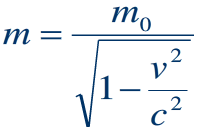 m = m₀ / √(1 − v² / c²)